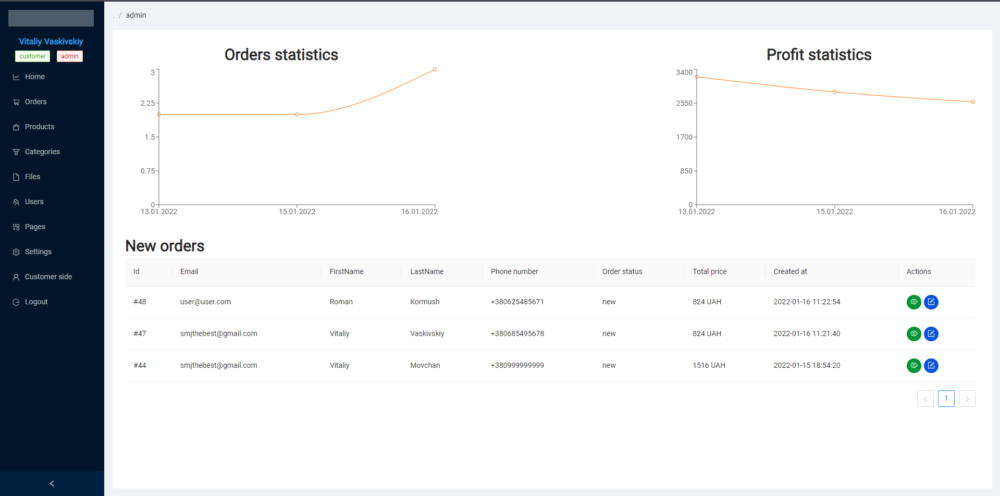 . / admin
Vitaliy Vaskivskiy
customer admin
Home
Orders
Products
Categories
Files
Users
Pages
Settings
Customer side
Logout
Orders statistics
3
2.25
1.5
0.75
0
13.01.2022 15.01.2022 16.01.2022
Profit statistics
3400
2550
1700
850
0
13.01.2022 15.01.2022 16.01.2022
New orders
Id Email FirstName LastName Phone number Order status Total price Created at Actions
#48 user@user.com Roman Kormush +380625485671 new 824 UAH 2022-01-16 11:22:54
#47 smjthebest@gmail.com Vitaliy Vaskivskiy +380685495678 new 824 UAH 2022-01-16 11:21:40
#44 smjthebest@gmail.com Vitaliy Movchan +380999999999 new 1516 UAH 2022-01-15 18:54:20
< 1 >
<